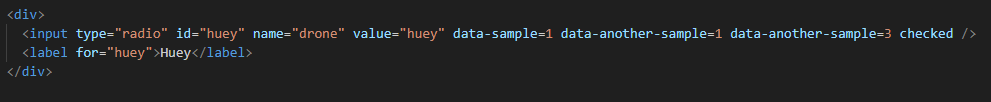 <div>
<input type="radio" id="huey" name="drone" value="huey" data-sample=1 data-another-sample=1 data-another-sample=3 checked />
<label for="huey">Huey</label>
</div>